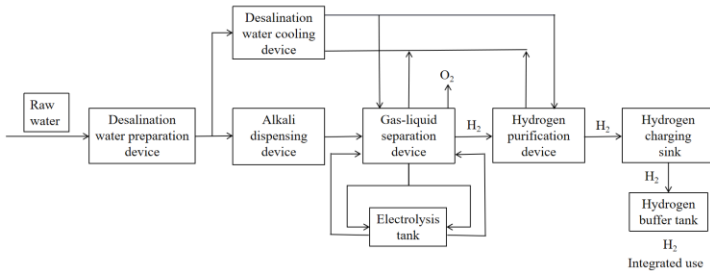 Desalination
water cooling
device
O₂
Raw
water
Desalination
water preparation
device
Alkali
dispensing
device
Gas-liquid
separation
device
H₂
Hydrogen
purification
device
H₂
Hydrogen
charging
sink
H₂
Electrolysis
tank
Hydrogen
buffer tank
H₂
Integrated use